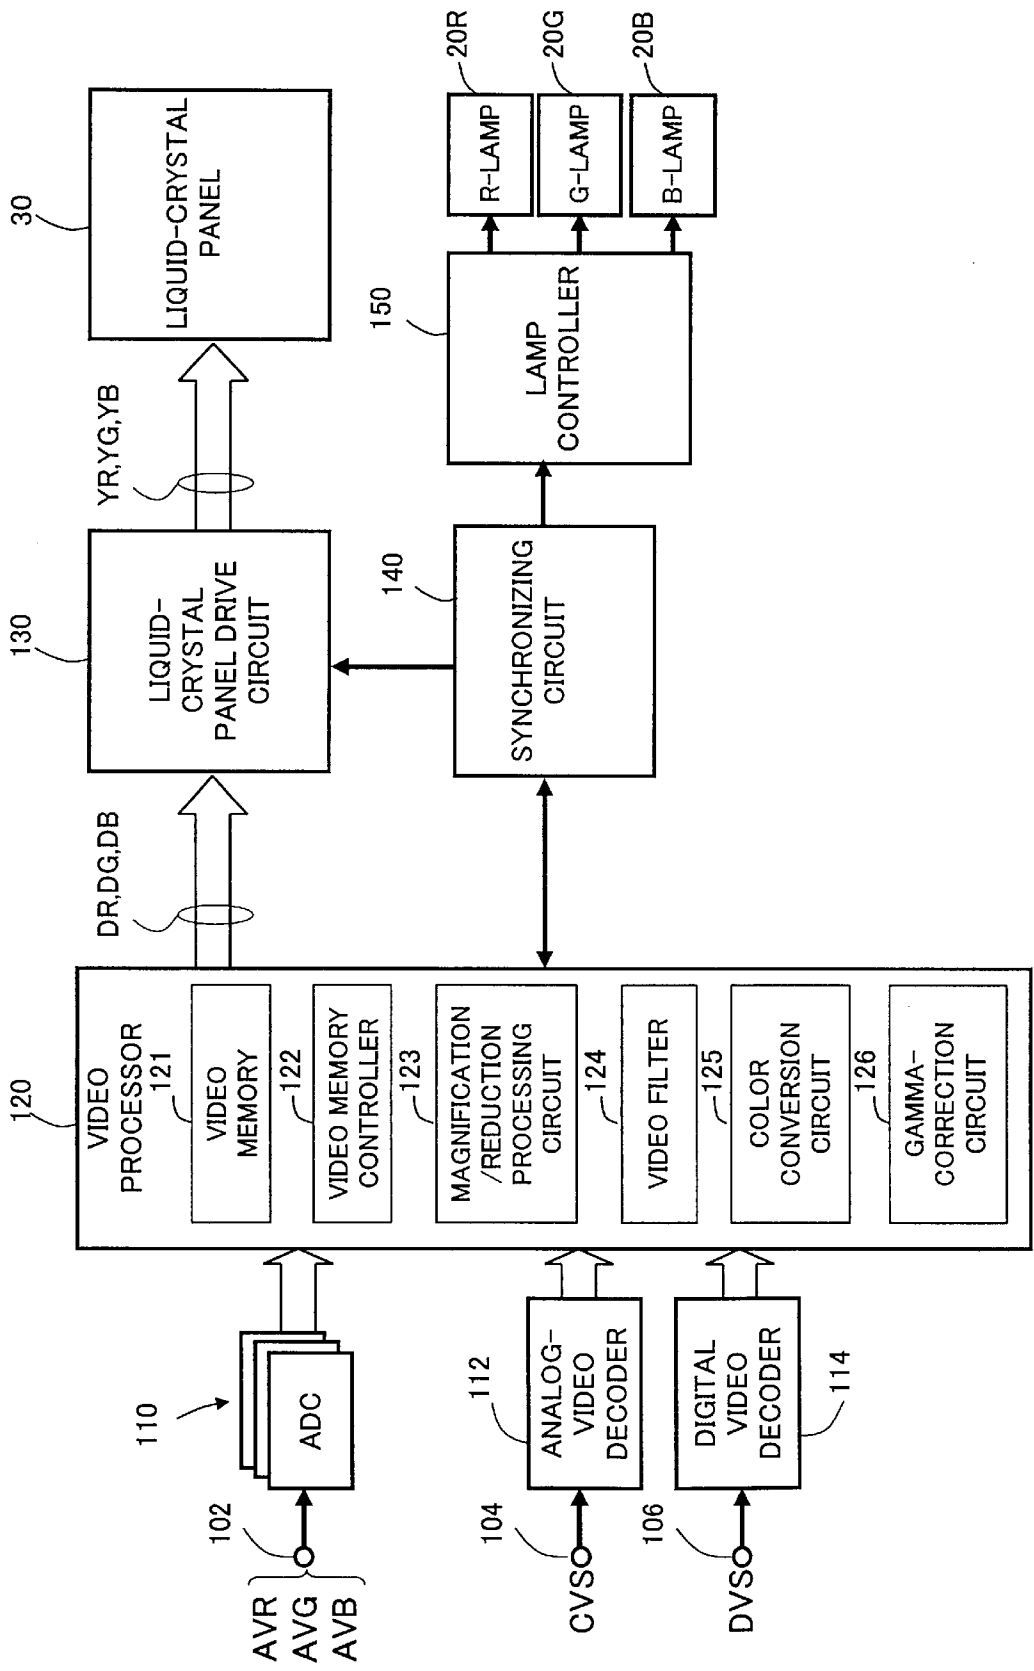 AVR
AVG
AVB
102
110
ADC
CVS
104
112
ANALOG-
VIDEO
DECODER
DVS
106
114
DIGITAL
VIDEO
DECODER
120
VIDEO
PROCESSOR
121
VIDEO
MEMORY
122
VIDEO MEMORY
CONTROLLER
123
MAGNIFICATION
/REDUCTION
PROCESSING
CIRCUIT
124
VIDEO FILTER
125
COLOR
CONVERSION
CIRCUIT
126
GAMMA-
CORRECTION
CIRCUIT
DR,DG,DB
130
LIQUID-
CRYSTAL
PANEL DRIVE
CIRCUIT
YR,YG,YB
30
LIQUID-CRYSTAL
PANEL
140
SYNCHRONIZING
CIRCUIT
150
LAMP
CONTROLLER
20R
R-LAMP
20G
G-LAMP
20B
B-LAMP